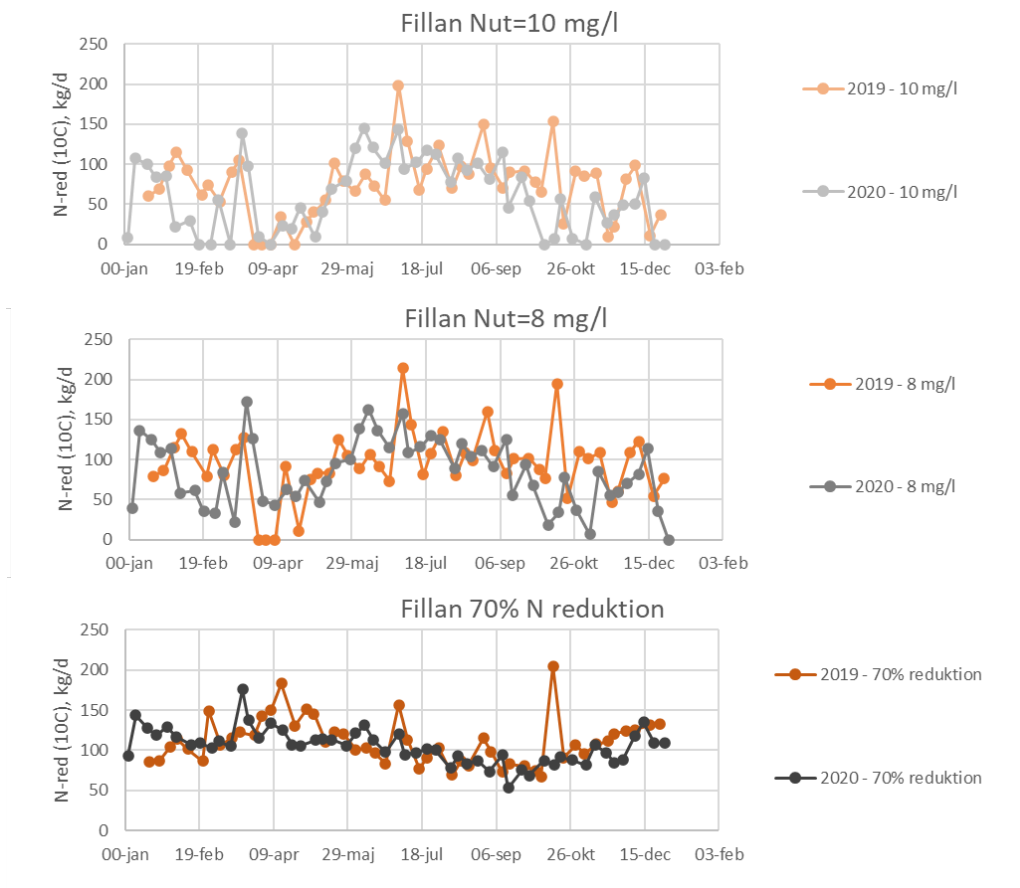 Fillan Nut=10 mg/l
N-red (10C), kg/d
250
200
150
100
50
0
00-jan 19-feb 09-apr 29-maj 18-jul 06-sep 26-okt 15-dec 03-feb
2019 - 10 mg/l
2020 - 10 mg/l
Fillan Nut=8 mg/l
N-red (10C), kg/d
250
200
150
100
50
0
00-jan 19-feb 09-apr 29-maj 18-jul 06-sep 26-okt 15-dec 03-feb
2019 - 8 mg/l
2020 - 8 mg/l
Fillan 70% N reduktion
N-red (10C), kg/d
250
200
150
100
50
0
00-jan 19-feb 09-apr 29-maj 18-jul 06-sep 26-okt 15-dec 03-feb
2019 - 70% reduktion
2020 - 70% reduktion